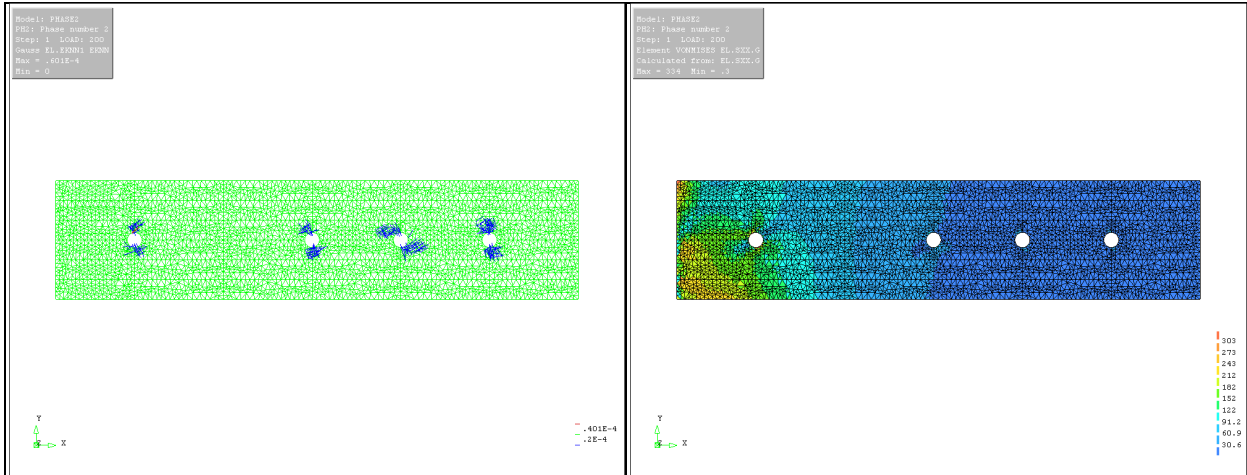 Model: PHASE2
PH2: Phase number 2
Step: 1 LOAD: 200
Gauss EL.EKNN1 EKNN
Max = .601E-4
Min = 0
Y
Z X
.401E-4
.2E-4
Model: PHASE2
PH2: Phase number 2
Step: 1 LOAD: 200
Element VONMISES EL.SXX.G
Calculated from: EL.SXX.G
Max = 334 Min = .3
303
273
243
212
182
152
122
91.2
60.9
30.6
Y
Z X